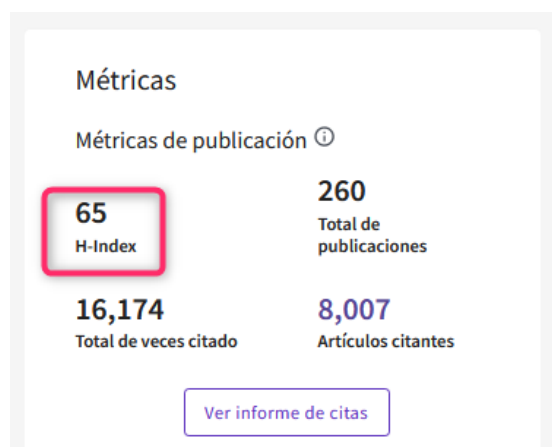 Métricas
Métricas de publicación
65
H-Index
260
Total de
publicaciones
16,174
Total de veces citado
8,007
Artículos citantes
Ver informe de citas